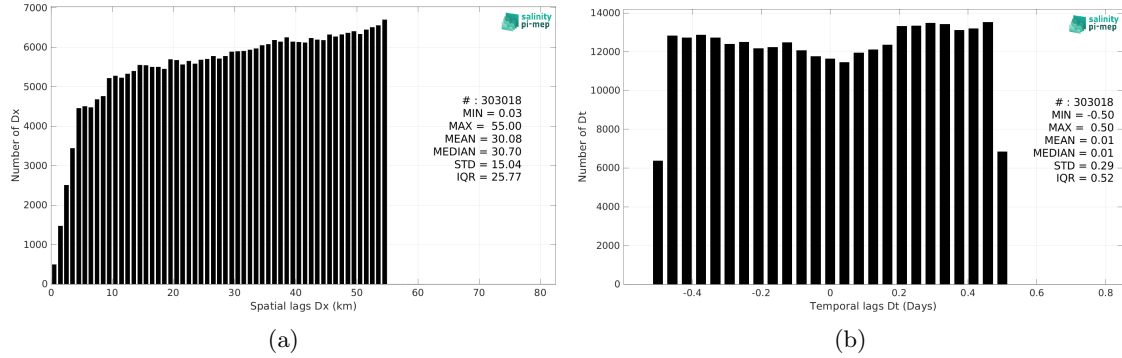 7000
6000
5000
4000
3000
2000
1000
0
Number of Dx
0 10 20 30 40 50 60 70 80
Spatial lags Dx (km)
salinity
pi-mep
# : 303018
MIN = 0.03
MAX = 55.00
MEAN = 30.08
MEDIAN = 30.70
STD = 15.04
IQR = 25.77
(a)
14000
12000
10000
8000
6000
4000
2000
0
Number of Dt
-0.4 -0.2 0 0.2 0.4 0.6 0.8
Temporal lags Dt (Days)
salinity
pi-mep
# : 303018
MIN = -0.50
MAX = 0.50
MEAN = 0.01
MEDIAN = 0.01
STD = 0.29
IQR = 0.52
(b)